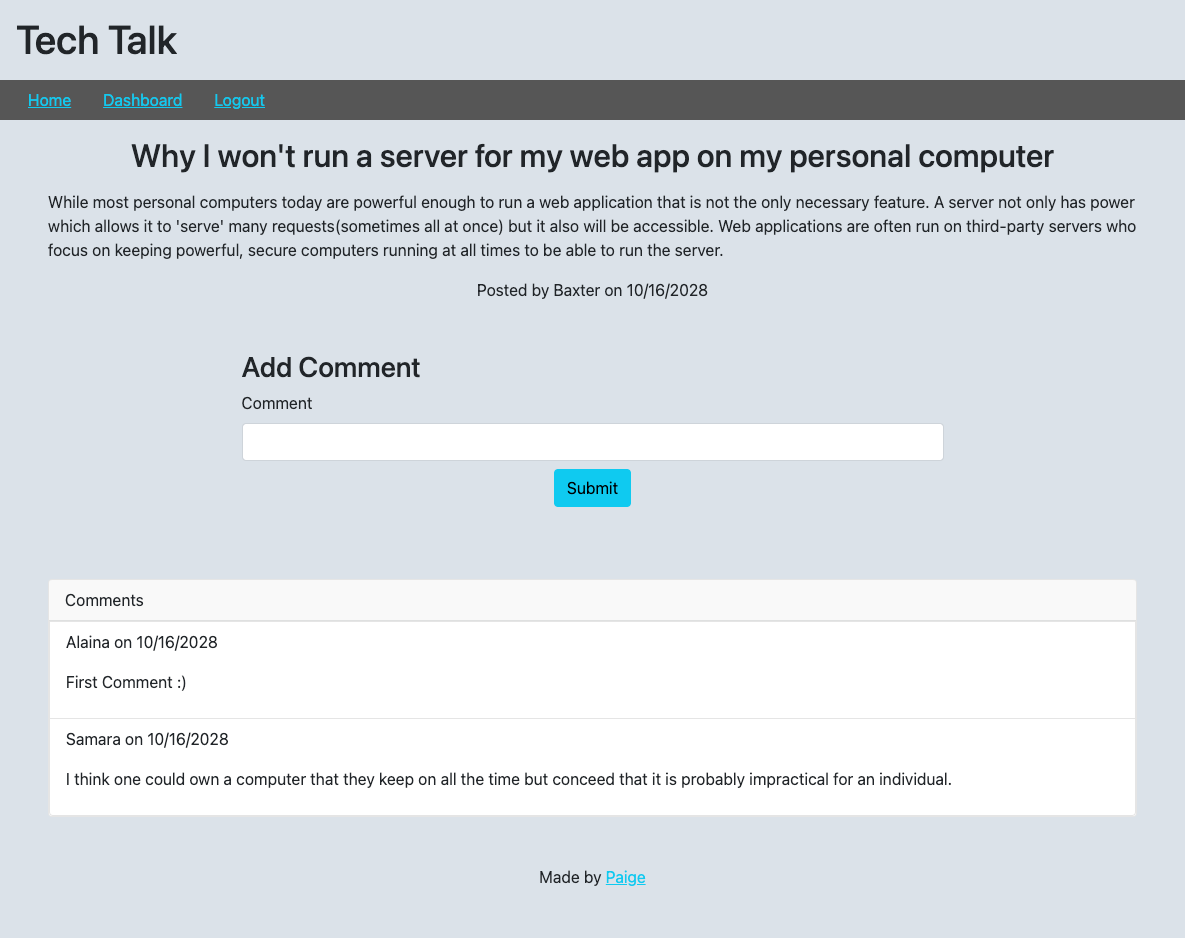 Tech Talk
Home Dashboard Logout
Why I won't run a server for my web app on my personal computer
While most personal computers today are powerful enough to run a web application that is not the only necessary feature. A server not only has power
which allows it to 'serve' many requests(sometimes all at once) but it also will be accessible. Web applications are often run on third-party servers who
focus on keeping powerful, secure computers running at all times to be able to run the server.
Posted by Baxter on 10/16/2028
Add Comment
Comment
Submit
Comments
Alaina on 10/16/2028
First Comment :)
Samara on 10/16/2028
I think one could own a computer that they keep on all the time but conceed that it is probably impractical for an individual.
Made by Paige